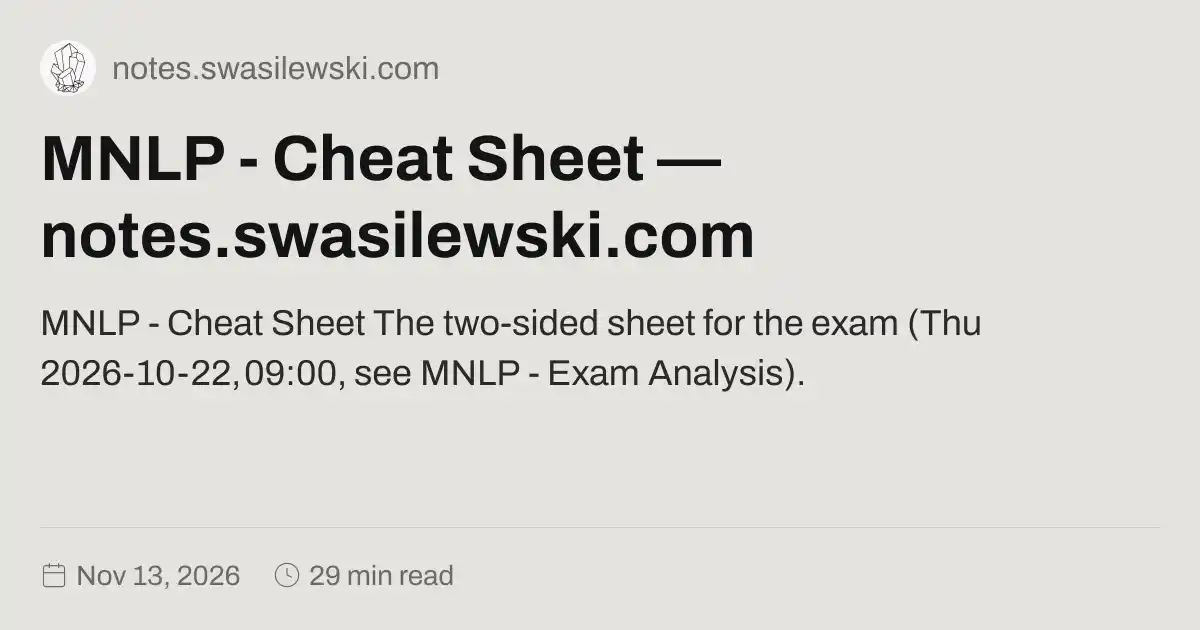 notes.swasilewski.com
MNLP - Cheat Sheet —
notes.swasilewski.com
MNLP - Cheat Sheet The two-sided sheet for the exam (Thu
2026-10-22, 09:00, see MNLP - Exam Analysis).
Nov 13, 2026
29 min read